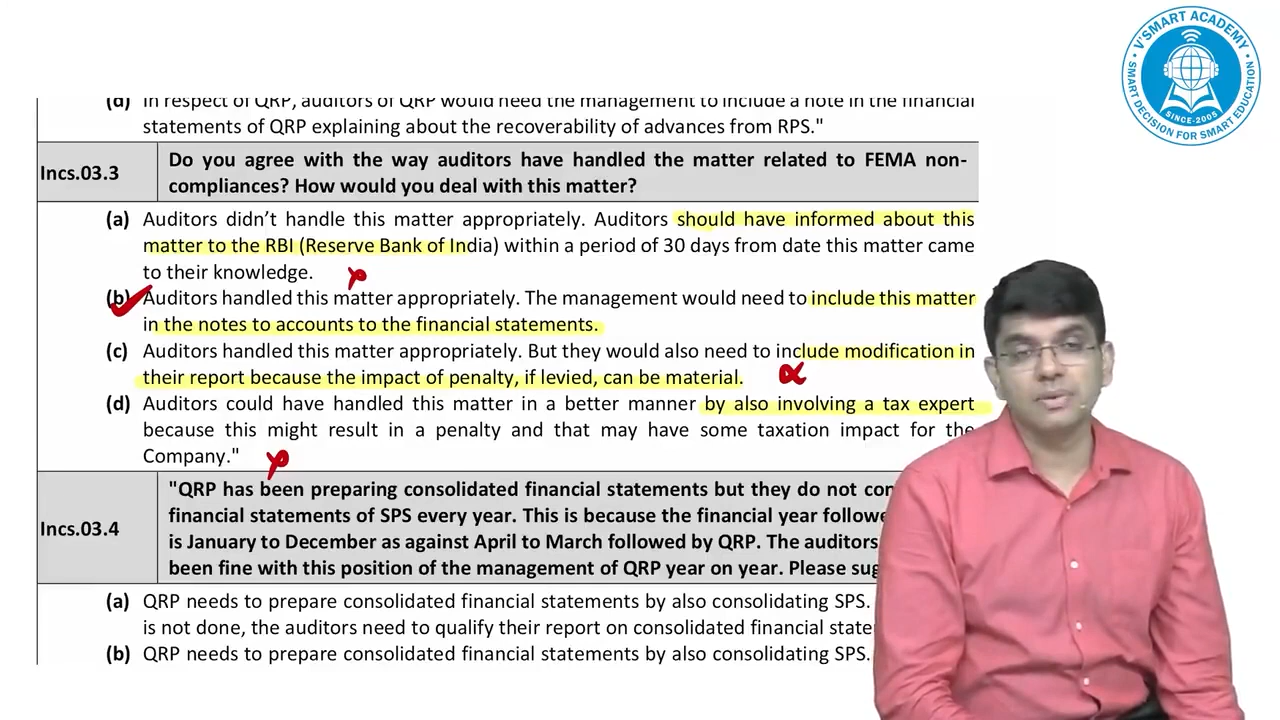 V'SMART ACADEMY
SINCE-2005
SMART DECISION FOR SMART EDUCATION
(d) In respect of QRP, auditors of QRP would need the management to include a note in the financial
statements of QRP explaining about the recoverability of advances from RPS."
Incs.03.3
Do you agree with the way auditors have handled the matter related to FEMA non-
compliances? How would you deal with this matter?
(a) Auditors didn't handle this matter appropriately. Auditors should have informed about this
matter to the RBI (Reserve Bank of India) within a period of 30 days from date this matter came
to their knowledge.
(b) Auditors handled this matter appropriately. The management would need to include this matter
in the notes to accounts to the financial statements.
(c) Auditors handled this matter appropriately. But they would also need to include modification in
their report because the impact of penalty, if levied, can be material.
(d) Auditors could have handled this matter in a better manner by also involving a tax expert
because this might result in a penalty and that may have some taxation impact for the
Company."
Incs.03.4
"QRP has been preparing consolidated financial statements but they do not
financial statements of SPS every year. This is because the financial year
is January to December as against April to March followed by QRP. The auditors
been fine with this position of the management of QRP year on year. Please
(a) QRP needs to prepare consolidated financial statements by also consolidating SPS.
is not done, the auditors need to qualify their report on consolidated financial
(b) QRP needs to prepare consolidated financial statements by also consolidating SPS.